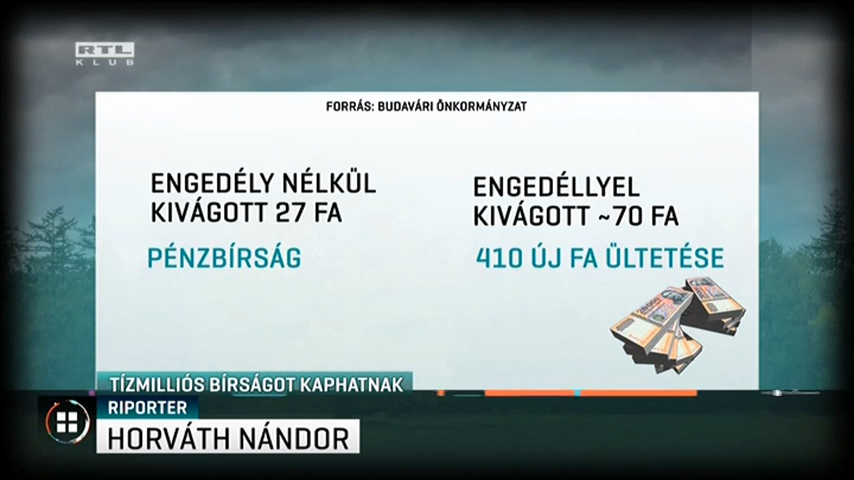 RTL
KLUB
FORRÁS: BUDAVÁRI ÖNKORMÁNYZAT
ENGEDÉLY NÉLKÜL
KIVÁGOTT 27 FA
PÉNZBÍRSÁG
ENGEDÉLLYEL
KIVÁGOTT ~70 FA
410 ÚJ FA ÜLTETÉSE
TÍZMILLIÓS BÍRSÁGOT KAPHATNAK
RIPORTER
HORVÁTH NÁNDOR